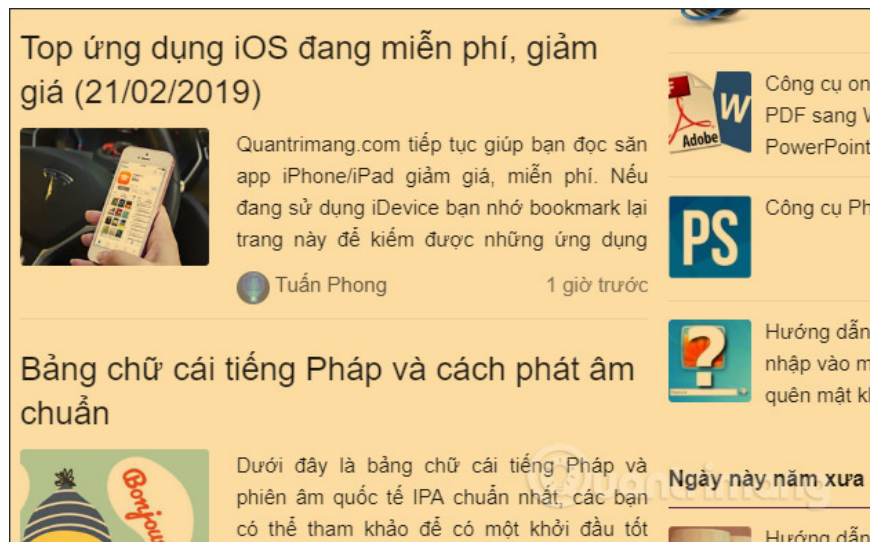 Top ứng dụng iOS đang miễn phí, giảm
giá (21/02/2019)
Quantrimang.com tiếp tục giúp bạn đọc săn
app iPhone/iPad giảm giá, miễn phí. Nếu
đang sử dụng iDevice bạn nhớ bookmark lại
trang này để kiếm được những ứng dụng
Tuấn Phong
1 giờ trước
Bảng chữ cái tiếng Pháp và cách phát âm
chuẩn
Bonjour
Dưới đây là bảng chữ cái tiếng Pháp và
phiên âm quốc tế IPA chuẩn nhất, các bạn
có thể tham khảo để có một khởi đầu tốt
Adobe
W
Công cụ on
PDF sang W
PowerPoint
PS
Công cụ Ph
?
Hướng dẫn
nhập vào m
quên mật kh
Ngày này năm xưa
Hướng dẫn
Quantrimang